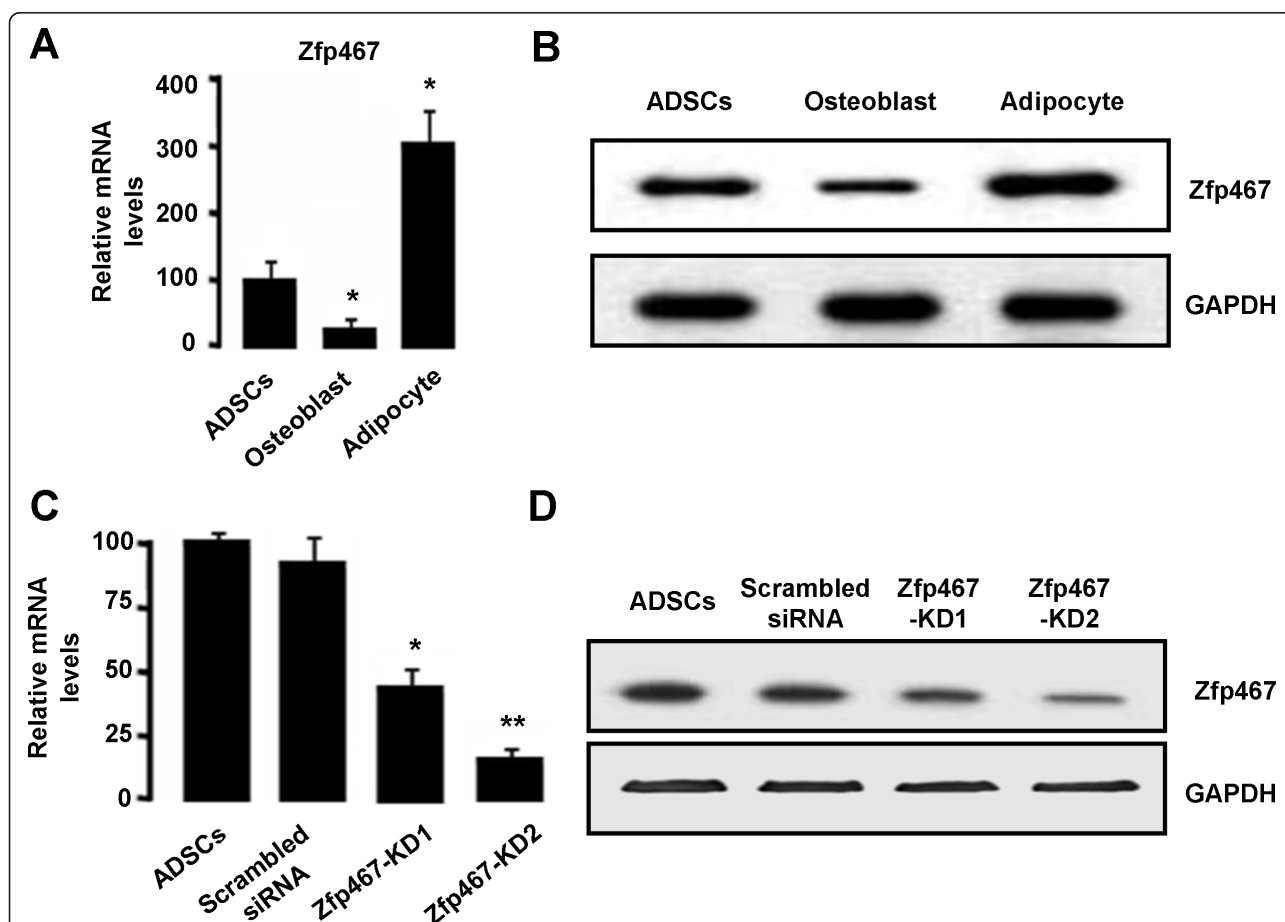 A
Zfp467
Relative mRNA
levels
400
300
200
100
0
*
*
ADSCs
Osteoblast
Adipocyte
B
ADSCs Osteoblast Adipocyte
Zfp467
GAPDH
C
Relative mRNA
levels
100
75
50
25
0
*
**
ADSCs
Scrambled
siRNA
Zfp467-KD1
Zfp467-KD2
D
ADSCs
Scrambled
siRNA
Zfp467
-KD1
Zfp467
-KD2
Zfp467
GAPDH